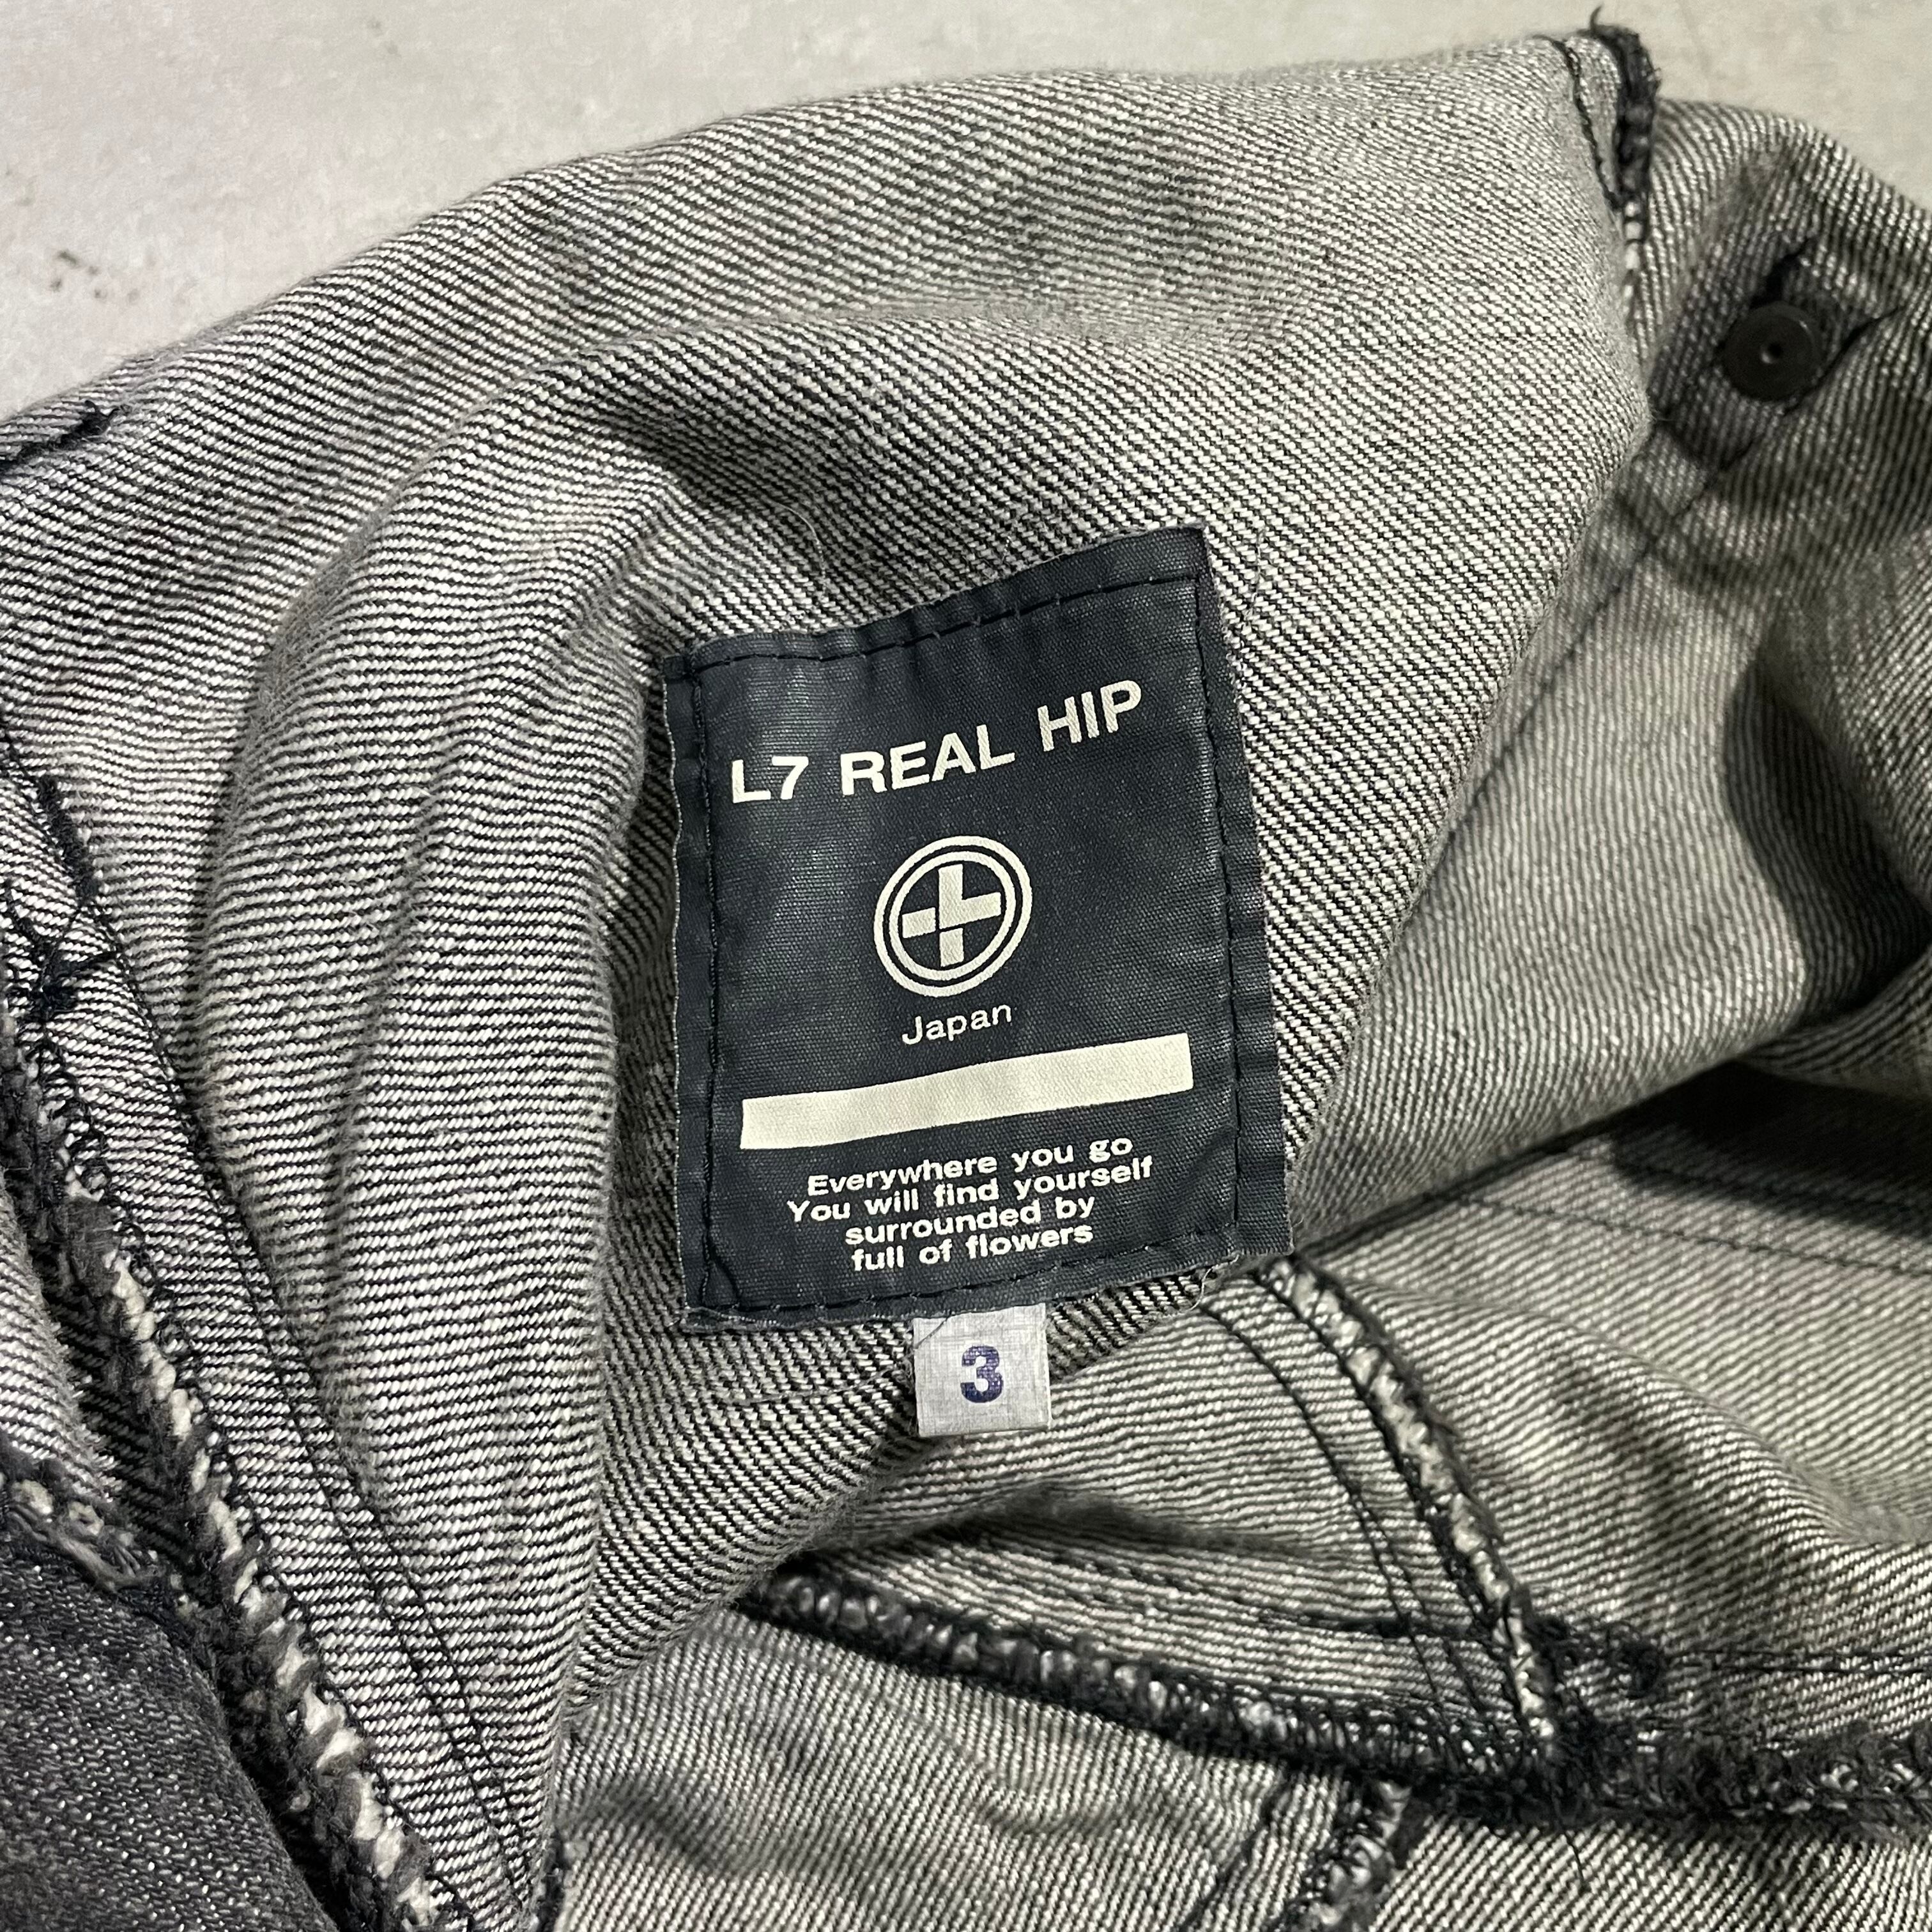 L7 REAL HIP
Japan
Everywhere you go
You will find yourself
surrounded by
full of flowers
3